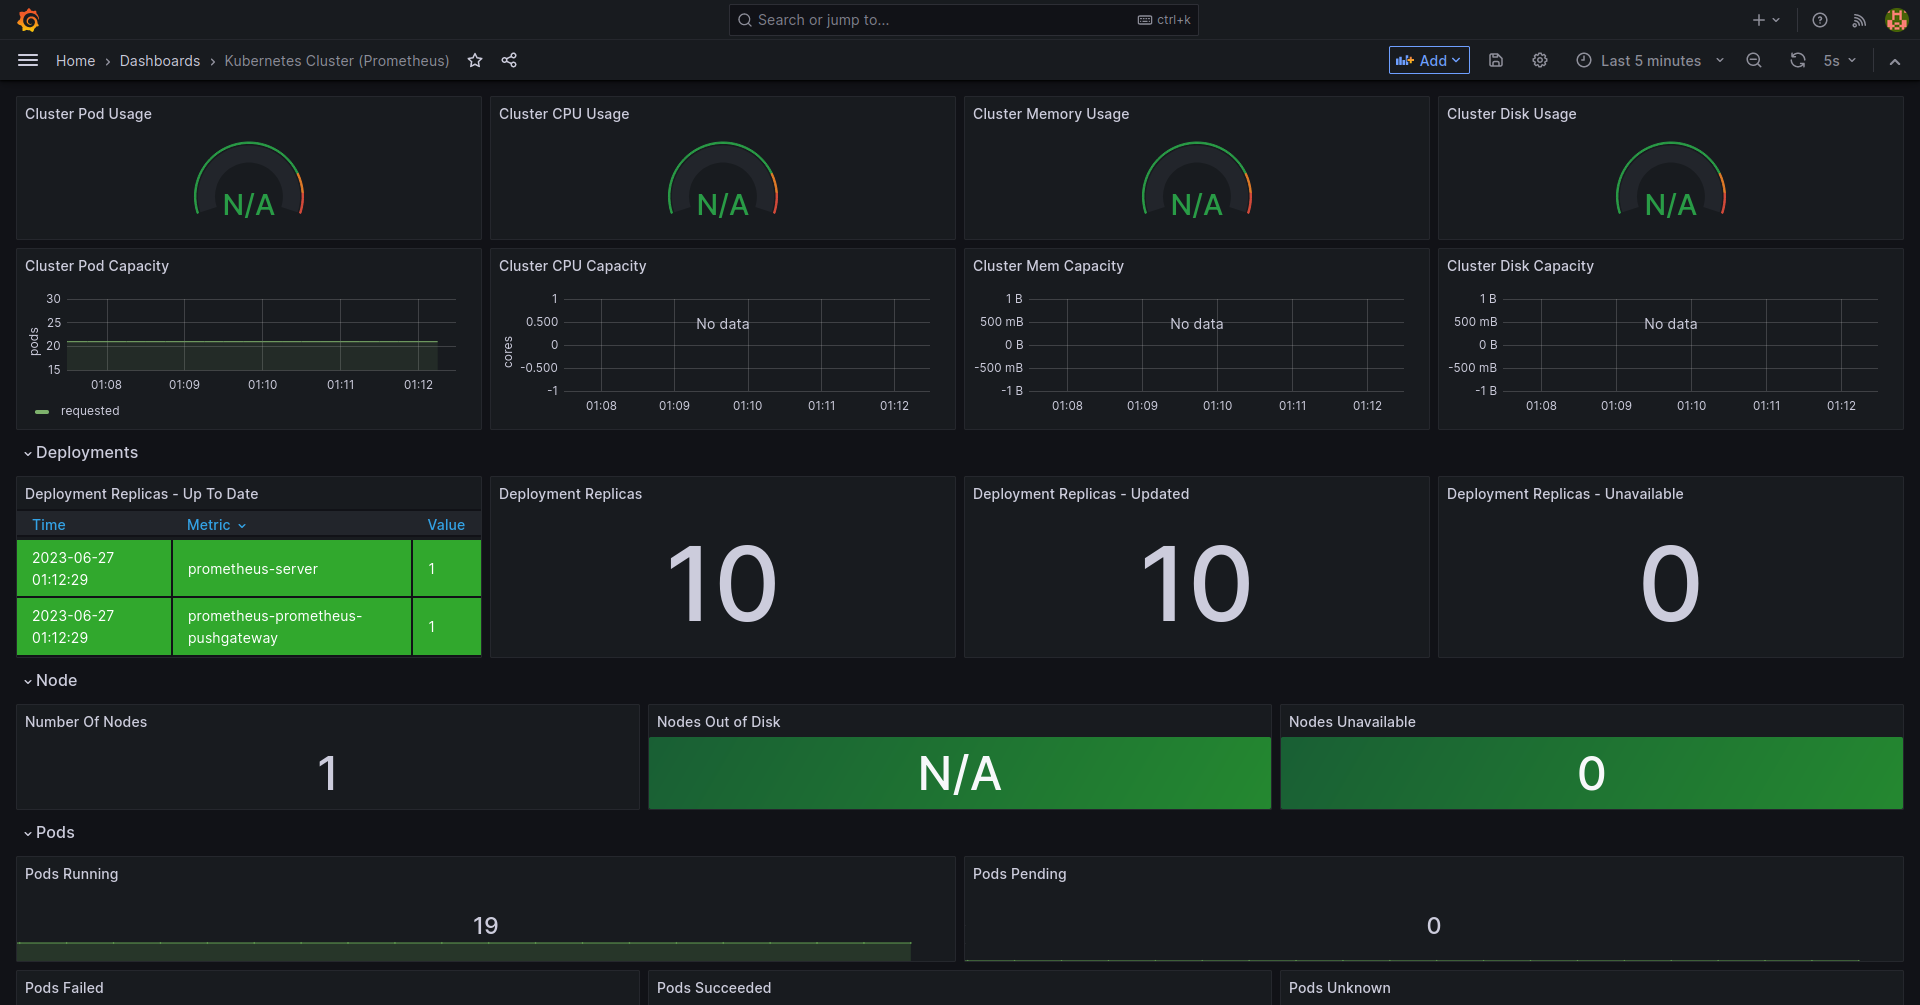 Search or jump to...
ctrl+k
Home
Dashboards
Kubernetes Cluster (Prometheus)
Add
Last 5 minutes
5s
Cluster Pod Usage
N/A
Cluster CPU Usage
N/A
Cluster Memory Usage
N/A
Cluster Disk Usage
N/A
Cluster Pod Capacity
pods
30
25
20
15
01:08 01:09 01:10 01:11 01:12
requested
Cluster CPU Capacity
cores
1
0.500
0
-0.500
-1
No data
01:08 01:09 01:10 01:11 01:12
Cluster Mem Capacity
1 B
500 mB
0 B
-500 mB
-1 B
No data
01:08 01:09 01:10 01:11 01:12
Cluster Disk Capacity
1 B
500 mB
0 B
-500 mB
-1 B
No data
01:08 01:09 01:10 01:11 01:12
Deployments
Deployment Replicas - Up To Date
Time Metric Value
2023-06-27
01:12:29
prometheus-server
1
2023-06-27
01:12:29
prometheus-prometheus-
pushgateway
1
Deployment Replicas
10
Deployment Replicas - Updated
10
Deployment Replicas - Unavailable
0
Node
Number Of Nodes
1
Nodes Out of Disk
N/A
Nodes Unavailable
0
Pods
Pods Running
19
Pods Pending
0
Pods Failed
Pods Succeeded
Pods Unknown